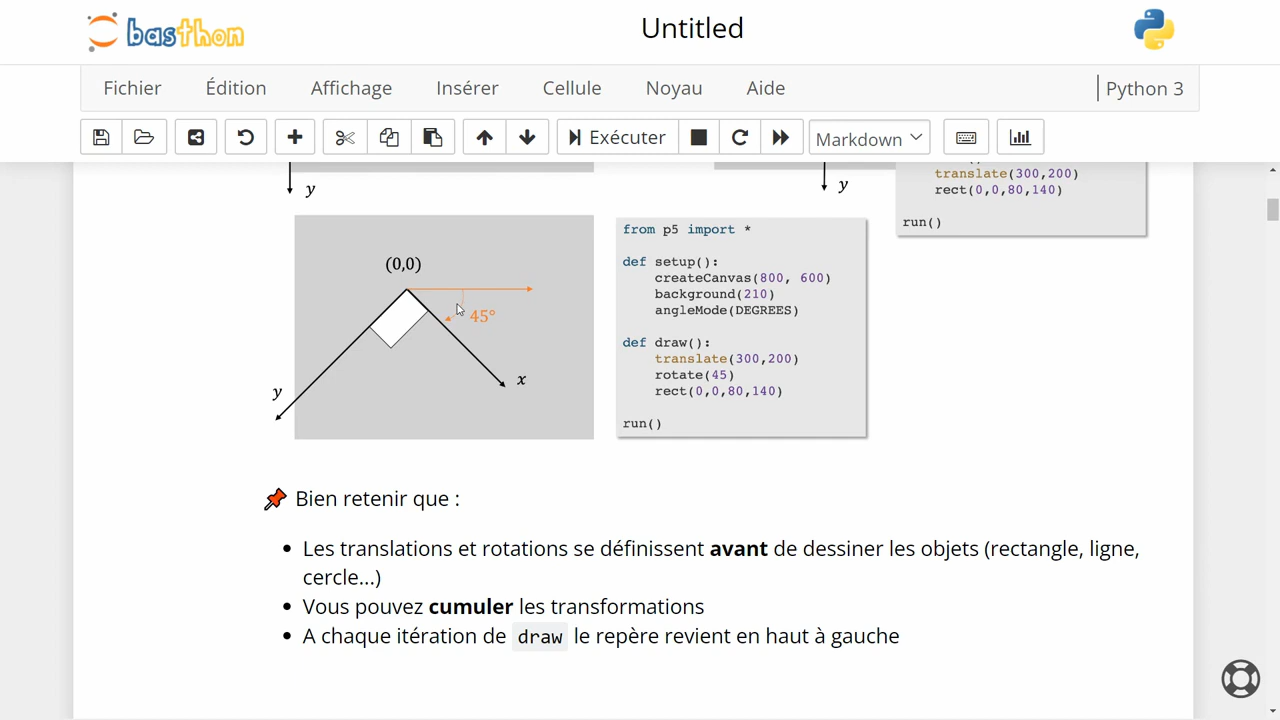 basthon
Untitled
Fichier Édition Affichage Insérer Cellule Noyau Aide Python 3
Exécuter Markdown
y
y
translate(300,200)
rect(0,0,80,140)
run()
(0,0)
45°
x
y
from p5 import *
def setup():
createCanvas(800, 600)
background(210)
angleMode(DEGREES)
def draw():
translate(300,200)
rotate(45)
rect(0,0,80,140)
run()
Bien retenir que :
• Les translations et rotations se définissent avant de dessiner les objets (rectangle, ligne,
cercle...)
• Vous pouvez cumuler les transformations
• A chaque itération de draw le repère revient en haut à gauche